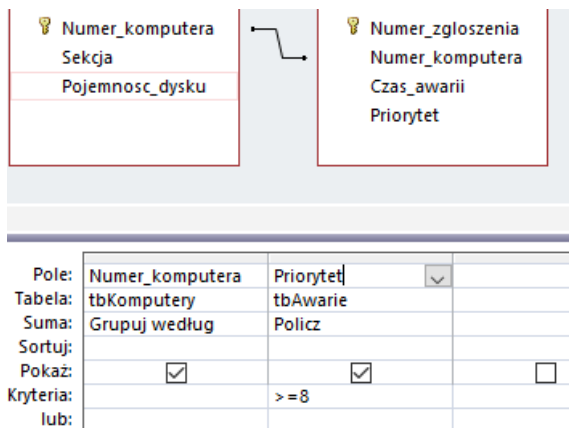 Numer_komputera
Sekcja
Pojemnosc_dysku
Numer_zgloszenia
Numer_komputera
Czas_awarii
Priorytet
Pole: Numer_komputera Priorytet
Tabela: tbKomputery tbAwarie
Suma: Grupuj według Policz
Sortuj:
Pokaż:
Kryteria: >=8
lub: